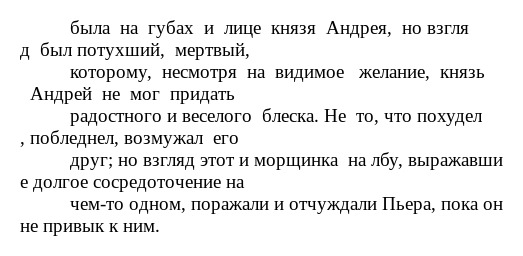 была на губах и лице князя Андрея, но взгля
д был потухший, мертвый,
которому, несмотря на видимое желание, князь
Андрей не мог придать
радостного и веселого блеска. Не то, что похудел
, побледнел, возмужал его
друг; но взгляд этот и морщинка на лбу, выражавши
е долгое сосредоточение на
чем-то одном, поражали и отчуждали Пьера, пока он
не привык к ним.